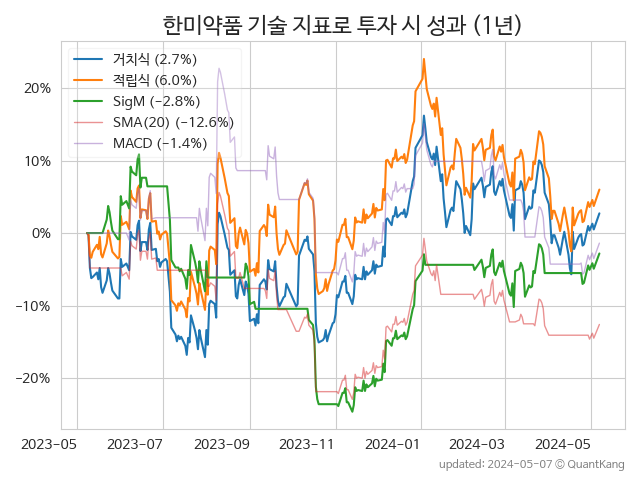 한미약품 기술 지표로 투자 시 성과 (1년)
거치식 (2.7%)
적립식 (6.0%)
SigM (−2.8%)
SMA(20) (−12.6%)
MACD (−1.4%)
20%
10%
0%
−10%
−20%
2023-05 2023-07 2023-09 2023-11 2024-01 2024-03 2024-05
updated: 2024-05-07 © QuantKang